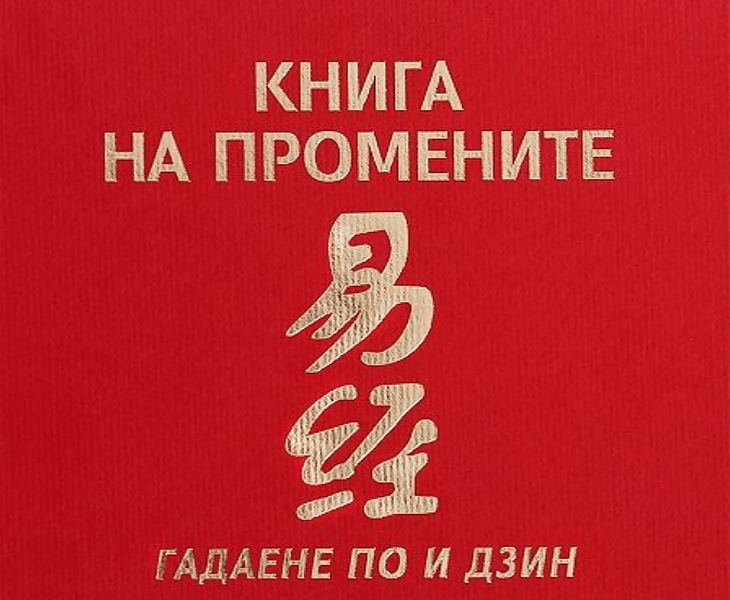 КНИГА
НА ПРОМЕНИТЕ
易
经
ГАДАЕНЕ ПО И ДЗИН